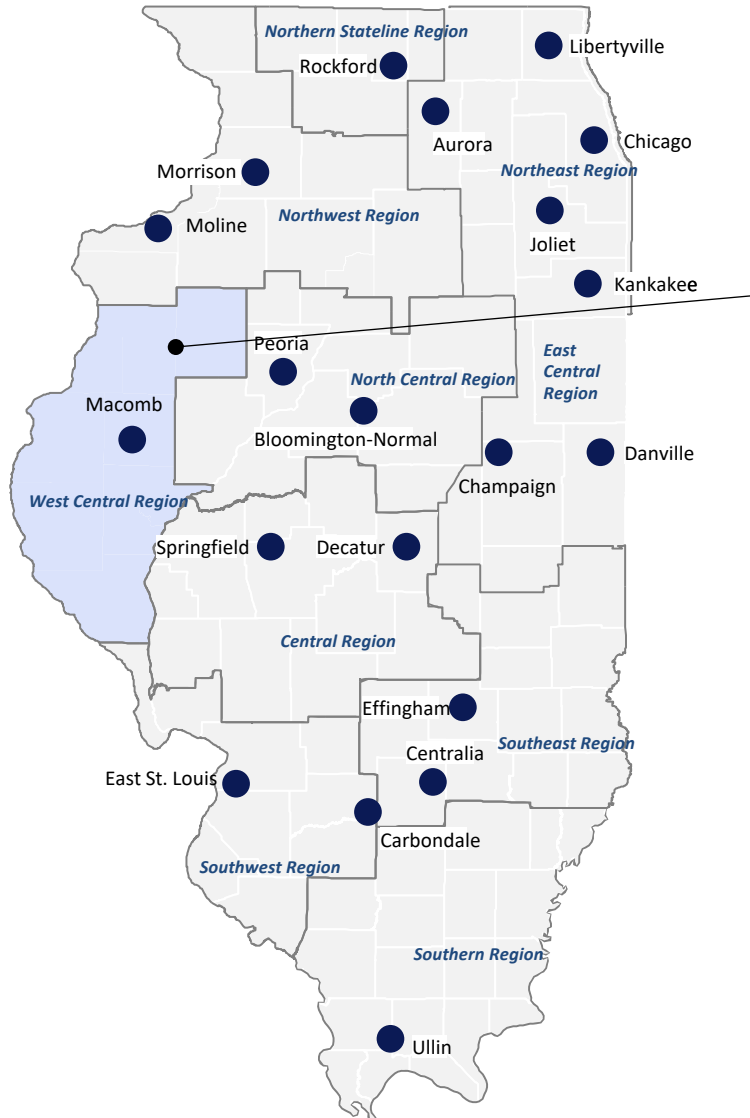 Northern Stateline Region
Libertyville
Rockford
Aurora
Chicago
Northeast Region
Morrison
Northwest Region
Moline
Joliet
Kankakee
Peoria
East
Central
Region
North Central Region
Macomb
Bloomington-Normal
Danville
Champaign
West Central Region
Springfield
Decatur
Central Region
Effingham
Southeast Region
Centralia
East St. Louis
Carbondale
Southwest Region
Southern Region
Ullin